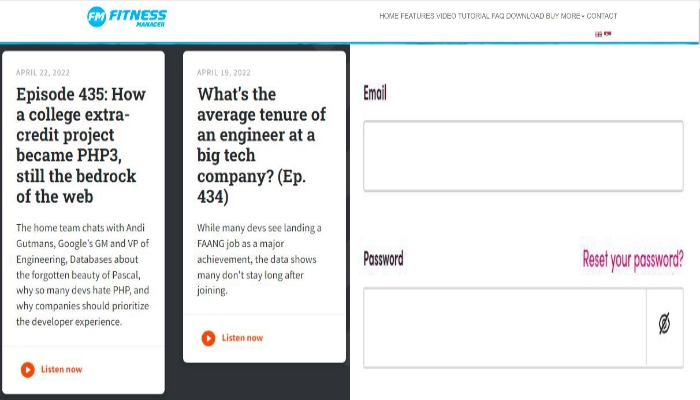 FM FITNESS
MANAGER
HOME FEATURES VIDEO TUTORIAL FAQ DOWNLOAD BUY MORE CONTACT
APRIL 22, 2022
Episode 435: How
a college extra-
credit project
became PHP3,
still the bedrock
of the web
The home team chats with Andi
Gutmans, Google's GM and VP of
Engineering, Databases about
the forgotten beauty of Pascal,
why so many devs hate PHP, and
why companies should prioritize
the developer experience.
Listen now
APRIL 19, 2022
What's the
average tenure of
an engineer at a
big tech
company? (Ep.
434)
While many devs see landing a
FAANG job as a major
achievement, the data shows
many don't stay long after
joining.
Listen now
Email
Password
Reset your password?